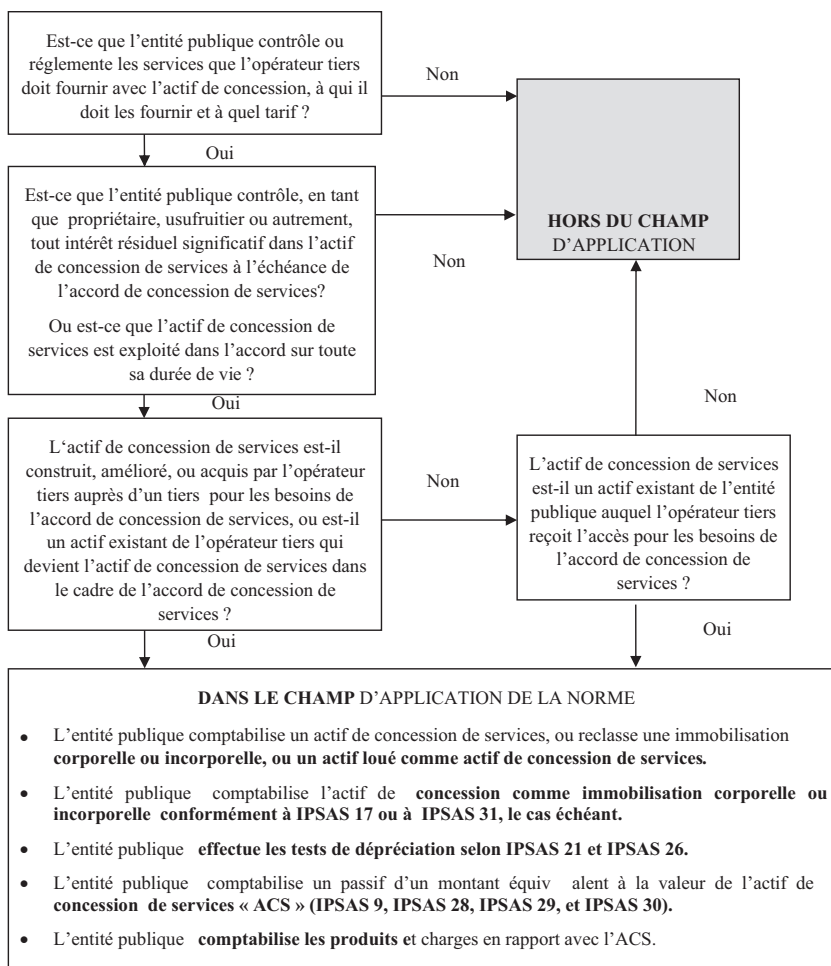 Est-ce que l'entité publique contrôle ou
réglemente les services que l'opérateur tiers
doit fournir avec l'actif de concession, à qui il
doit les fournir et à quel tarif ?
Non
Oui
Est-ce que l'entité publique contrôle, en tant
que propriétaire, usufruitier ou autrement,
tout intérêt résiduel significatif dans l'actif
de concession de services à l'échéance de
l'accord de concession de services?
Ou est-ce que l'actif de concession de
services est exploité dans l'accord sur toute
sa durée de vie ?
Non
HORS DU CHAMP
D'APPLICATION
Oui
Non
L'actif de concession de services est-il
construit, amélioré, ou acquis par l'opérateur
tiers auprès d'un tiers pour les besoins de
l'accord de concession de services, ou est-il
un actif existant de l'opérateur tiers qui
devient l'actif de concession de services dans
le cadre de l'accord de concession de
services ?
Non
L'actif de concession de services
est-il un actif existant de l'entité
publique auquel l'opérateur tiers
reçoit l'accès pour les besoins de
l'accord de concession de
services ?
Oui
Oui
DANS LE CHAMP D'APPLICATION DE LA NORME
• L'entité publique comptabilise un actif de concession de services, ou reclasse une immobilisation
corporelle ou incorporelle, ou un actif loué comme actif de concession de services.
• L'entité publique comptabilise l'actif de concession comme immobilisation corporelle ou
incorporelle conformément à IPSAS 17 ou à IPSAS 31, le cas échéant.
• L'entité publique effectue les tests de dépréciation selon IPSAS 21 et IPSAS 26.
• L'entité publique comptabilise un passif d'un montant équiv alent à la valeur de l'actif de
concession de services « ACS » (IPSAS 9, IPSAS 28, IPSAS 29, et IPSAS 30).
• L'entité publique comptabilise les produits et charges en rapport avec l'ACS.